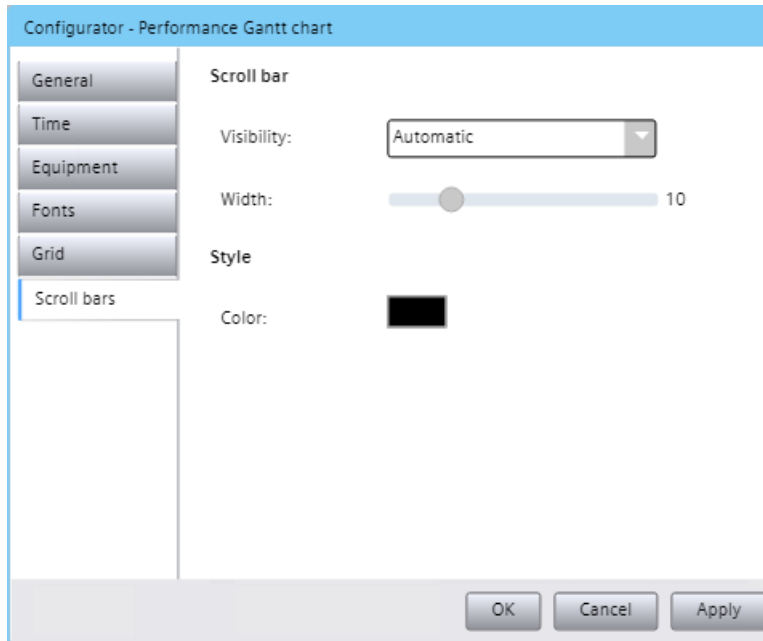 Configurator - Performance Gantt chart
General
Time
Equipment
Fonts
Grid
Scroll bars
Scroll bar
Visibility: Automatic
Width: 10
Style
Color:
OK Cancel Apply